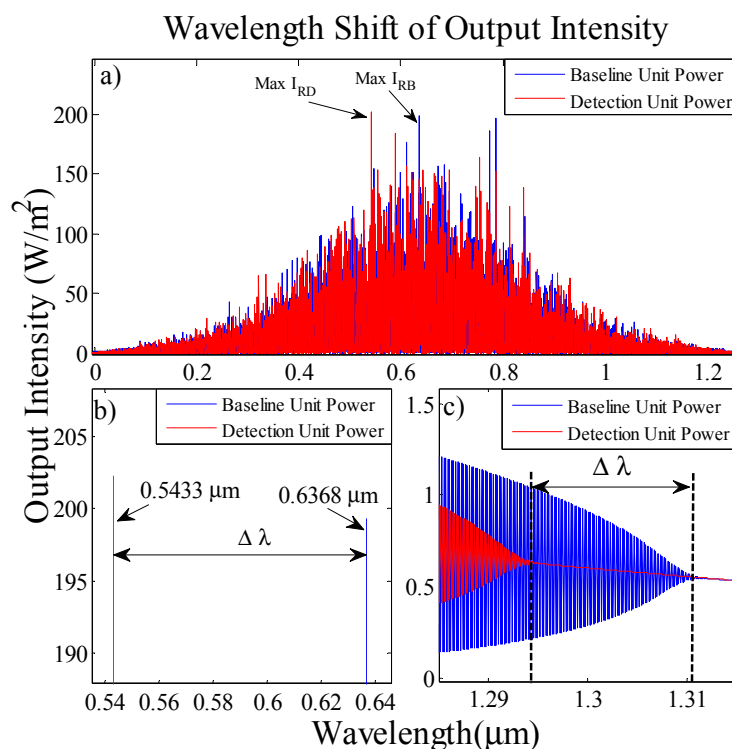 Wavelength Shift of Output Intensity
a)
Max I_RD
Max I_RB
Baseline Unit Power
Detection Unit Power
200
150
100
50
0
0 0.2 0.4 0.6 0.8 1 1.2
Output Intensity (W/m²)
b)
Baseline Unit Power
Detection Unit Power
205
200
195
190
0.5433 μm
0.6368 μm
Δ λ
0.54 0.56 0.58 0.6 0.62 0.64
c)
Baseline Unit Power
Detection Unit Power
1.5
1
0.5
0
Δ λ
1.29 1.3 1.31
Wavelength(μm)